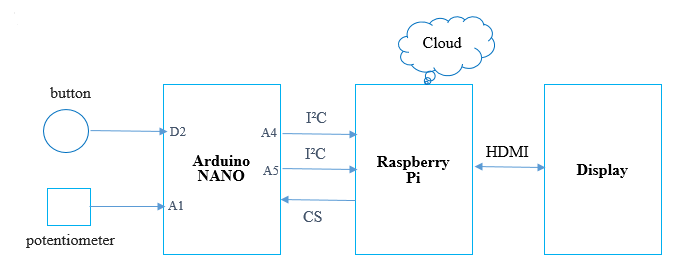 Cloud
button
I²C
D2
A4
I²C
HDMI
Arduino
NANO
A5
Raspberry
Pi
Display
A1
CS
potentiometer